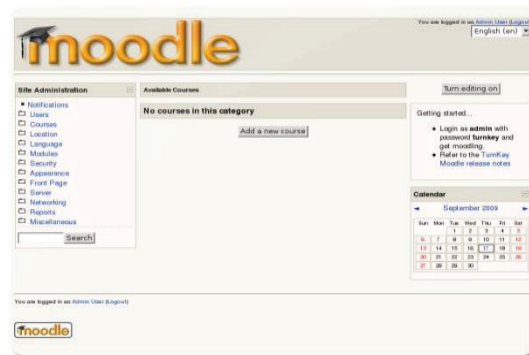 moodle
You are logged in as Admin User (Logout)
English (en)
Site Administration
Notifications
Users
Courses
Location
Language
Modules
Security
Appearance
Front Page
Server
Networking
Reports
Miscellaneous
Search
Available Courses
No courses in this category
Add a new course
Turn editing on
Getting started...
Login as admin with
password turnkey and
get moodling.
Refer to the TurnKey
Moodle release notes
Calendar
◄ September 2009 ►
Sun Mon Tue Wed Thu Fri Sat
1 2 3 4 5
6 7 8 9 10 11 12
13 14 15 16 17 18 19
20 21 22 23 24 25 26
27 28 29 30
You are logged in as Admin User (Logout)
moodle